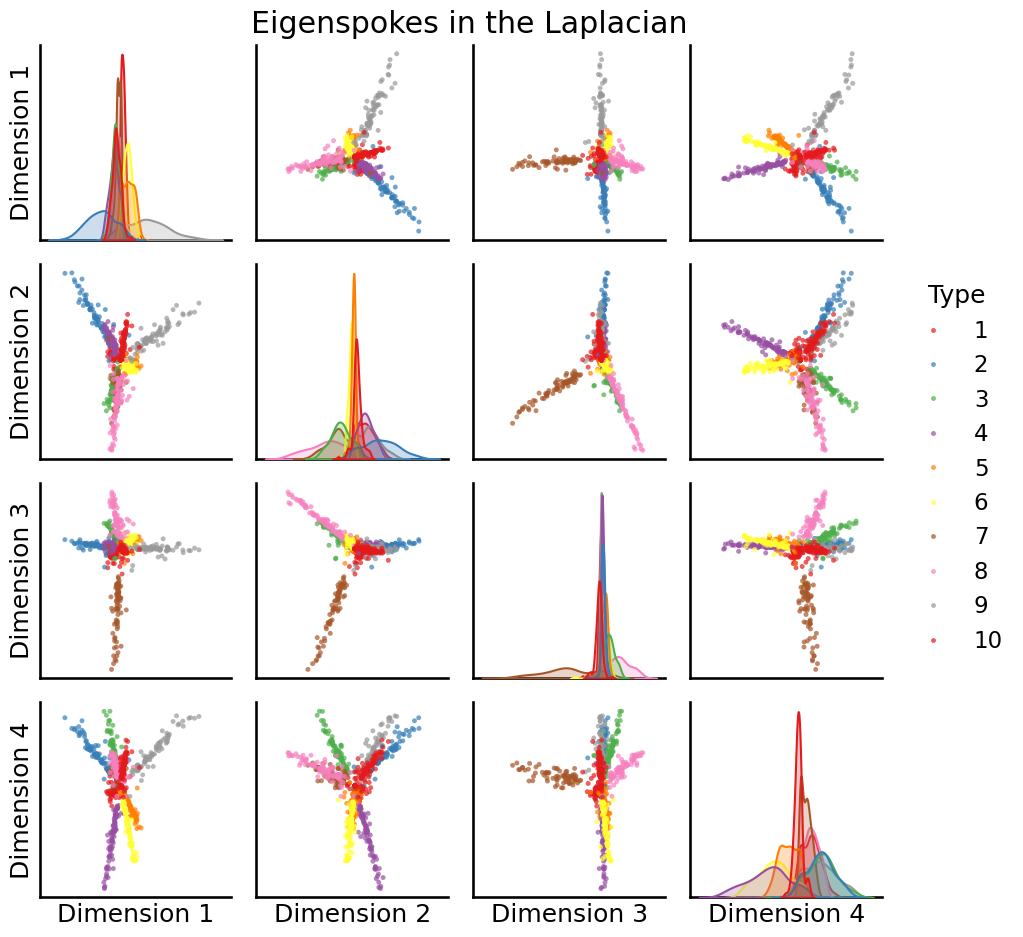 Eigenspokes in the Laplacian
Dimension 1
Dimension 2
Dimension 3
Dimension 4
Type
1
2
3
4
5
6
7
8
9
10
Dimension 1
Dimension 2
Dimension 3
Dimension 4